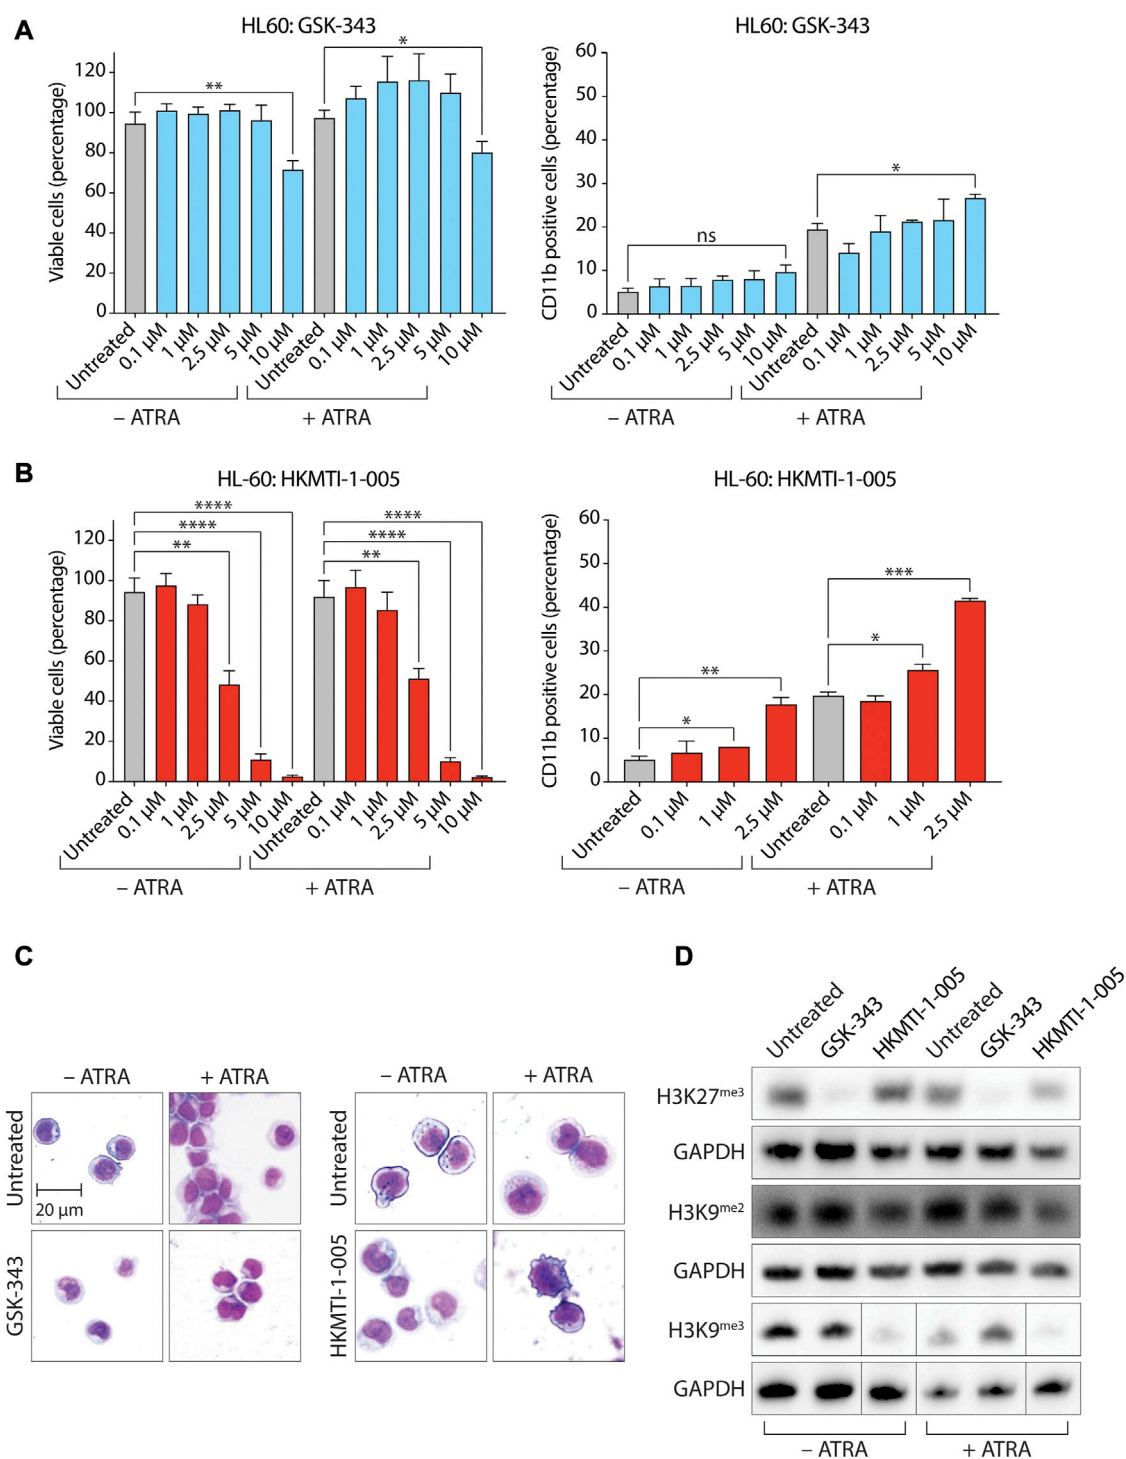 A
HL60: GSK-343
**
*
Viable cells (percentage)
120
100
80
60
40
20
0
Untreated
0.1 µM
1 µM
2.5 µM
5 µM
10 µM
Untreated
0.1 µM
1 µM
2.5 µM
5 µM
10 µM
– ATRA
+ ATRA
HL60: GSK-343
ns
*
CD11b positive cells (percentage)
60
50
40
30
20
10
0
Untreated
0.1 µM
1 µM
2.5 µM
5 µM
10 µM
Untreated
0.1 µM
1 µM
2.5 µM
5 µM
10 µM
– ATRA
+ ATRA
B
HL-60: HKMTI-1-005
****
****
**
****
****
**
Viable cells (percentage)
120
100
80
60
40
20
0
Untreated
0.1 µM
1 µM
2.5 µM
5 µM
10 µM
Untreated
0.1 µM
1 µM
2.5 µM
5 µM
10 µM
– ATRA
+ ATRA
HL-60: HKMTI-1-005
**
*
***
*
CD11b positive cells (percentage)
60
40
30
20
10
0
Untreated
0.1 µM
1 µM
2.5 µM
Untreated
0.1 µM
1 µM
2.5 µM
– ATRA
+ ATRA
C
– ATRA
+ ATRA
Untreated
20 µm
GSK-343
– ATRA
+ ATRA
Untreated
HKMTI-1-005
D
Untreated
GSK-343
HKMTI-1-005
Untreated
GSK-343
HKMTI-1-005
H3K27me3
GAPDH
H3K9me2
GAPDH
H3K9me3
GAPDH
– ATRA
+ ATRA